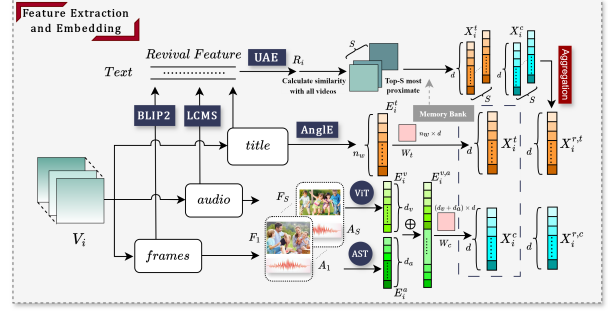 Feature Extraction
and Embedding
Text
Revival Feature
UAE
R_i
Calculate similarity
with all videos
S
Top-S most
proximate
X_i^t
X_i^c
d
d
S
S
Aggregation
BLIP2
LCMS
Memory Bank
title
AnglE
E_i^t
n_w
n_w × d
W_t
d
X_i^t
d
X_i^{r,t}
V_i
audio
frames
F_S
F_1
A_S
A_1
ViT
AST
E_i^v
d_v
⊕
d_a
E_i^a
E_i^{v,a}
(d_v + d_a) × d
W_c
d
X_i^c
d
X_i^{r,c}